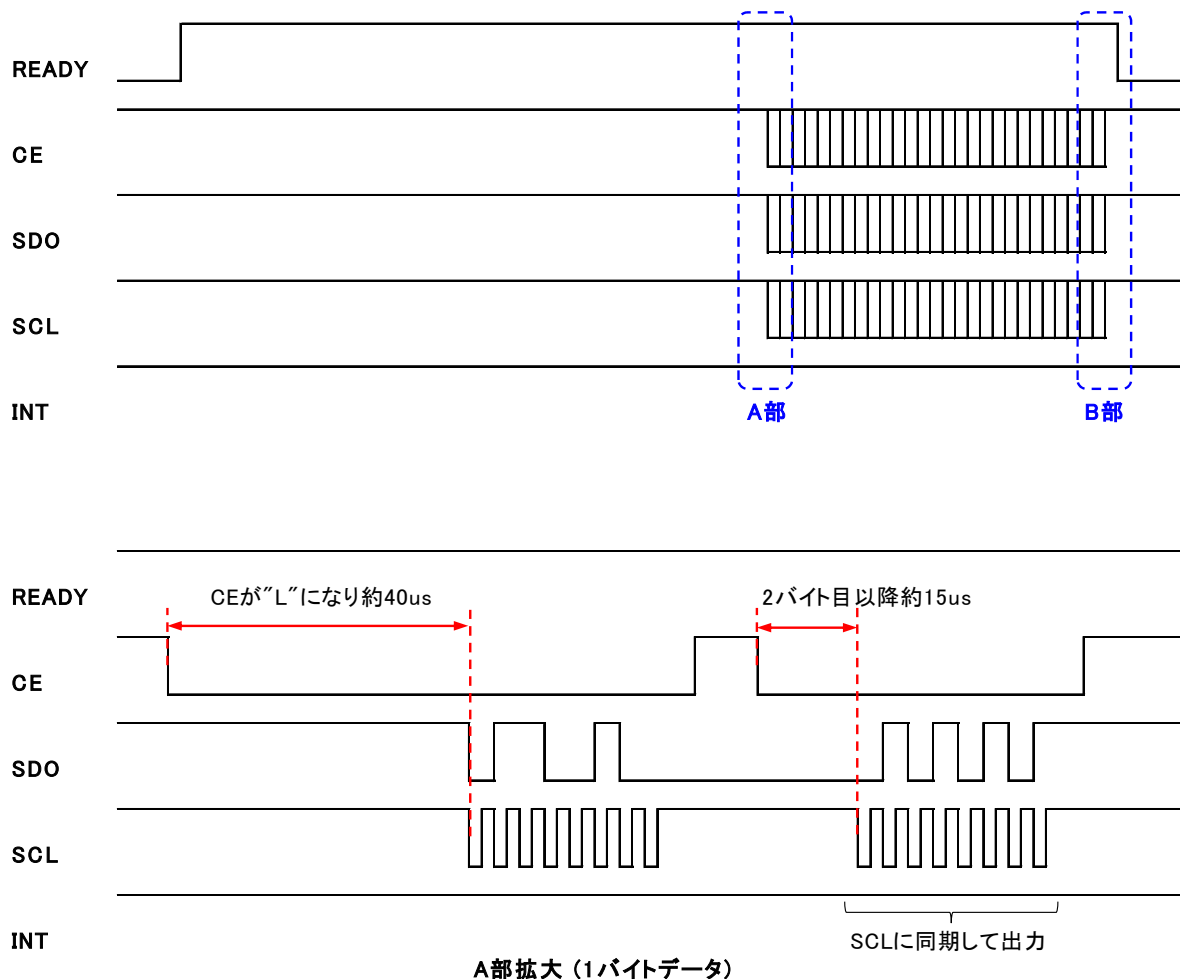 READY
CE
SDO
SCL
INT
A部
B部
READY
CEが"L"になり約40us
2バイト目以降約15us
CE
SDO
SCL
INT
SCLに同期して出力
A部拡大 (1バイトデータ)